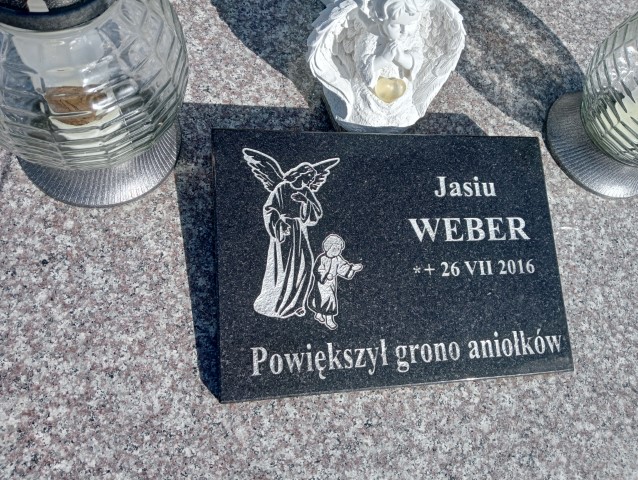 Jasiu
WEBER
*+ 26 VII 2016
Powiększył grono aniołków